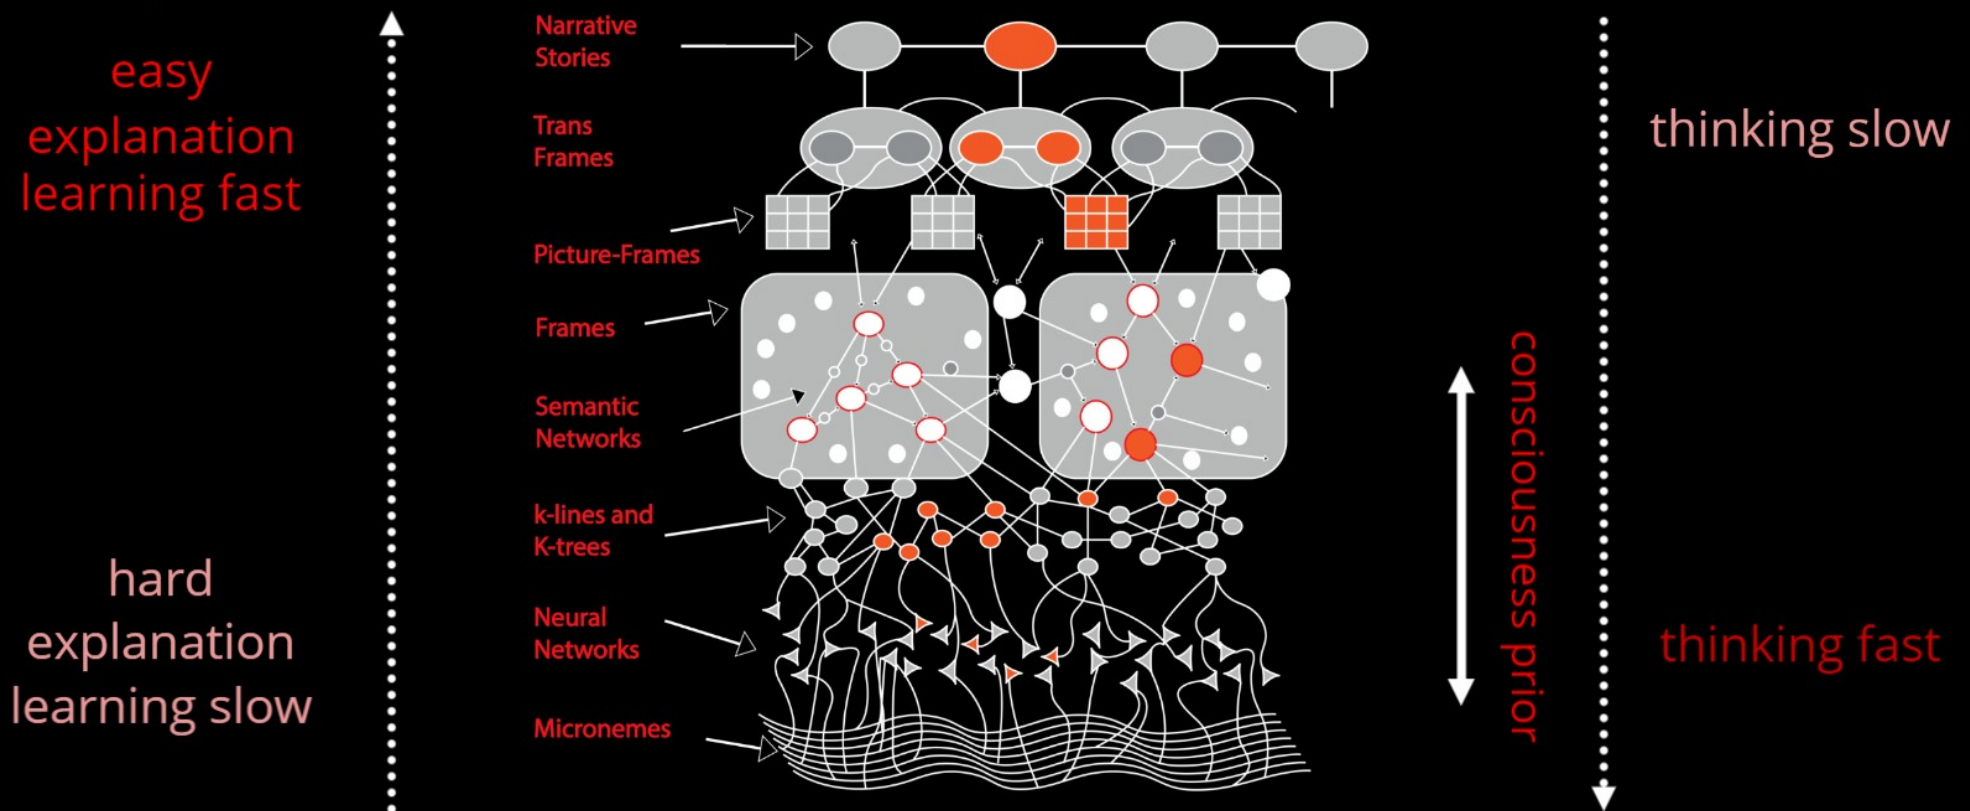 easy
explanation
learning fast
hard
explanation
learning slow
Narrative
Stories
Trans
Frames
Picture-Frames
Frames
Semantic
Networks
k-lines and
K-trees
Neural
Networks
Micronemes
consciousness prior
thinking slow
thinking fast